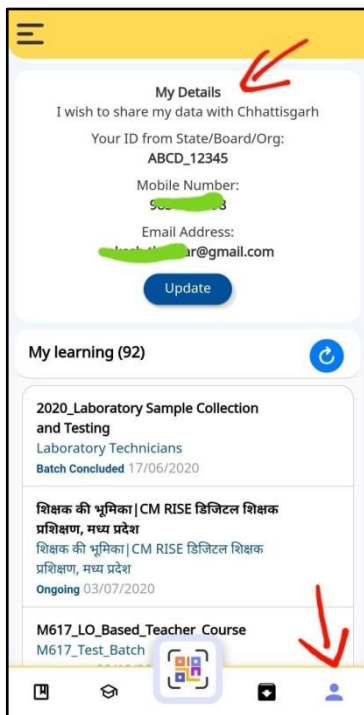 My Details
I wish to share my data with Chhattisgarh
Your ID from State/Board/Org:
ABCD_12345
Mobile Number:
Email Address:
ar@gmail.com
Update
My learning (92)
2020_Laboratory Sample Collection
and Testing
Laboratory Technicians
Batch Concluded 17/06/2020
शिक्षक की भूमिका|CM RISE डिजिटल शिक्षक
प्रशिक्षण, मध्य प्रदेश
शिक्षक की भूमिका|CM RISE डिजिटल शिक्षक
प्रशिक्षण, मध्य प्रदेश
Ongoing 03/07/2020
M617_LO_Based_Teacher_Course
M617_Test_Batch